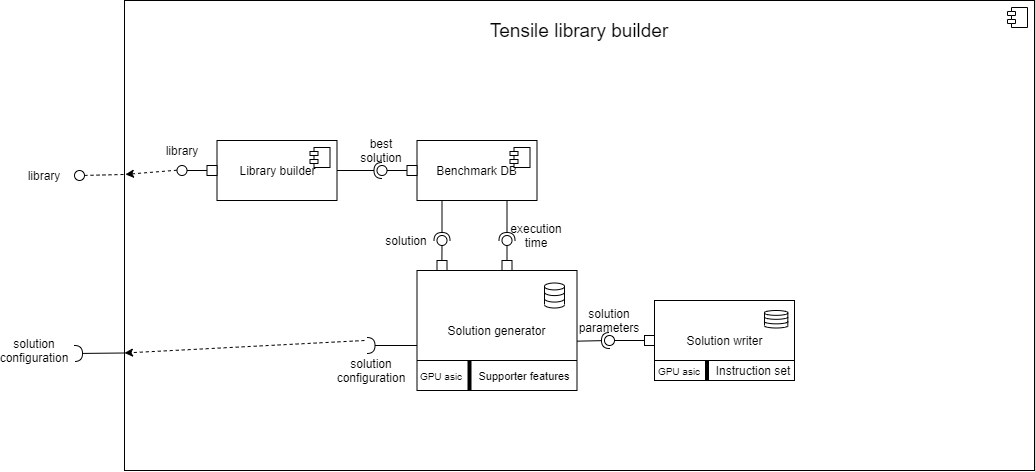 Tensile library builder
library
library
Library builder
best
solution
Benchmark DB
solution
execution
time
Solution generator
GPU asic
Supporter features
solution
parameters
Solution writer
GPU asic
Instruction set
solution
configuration
solution
configuration